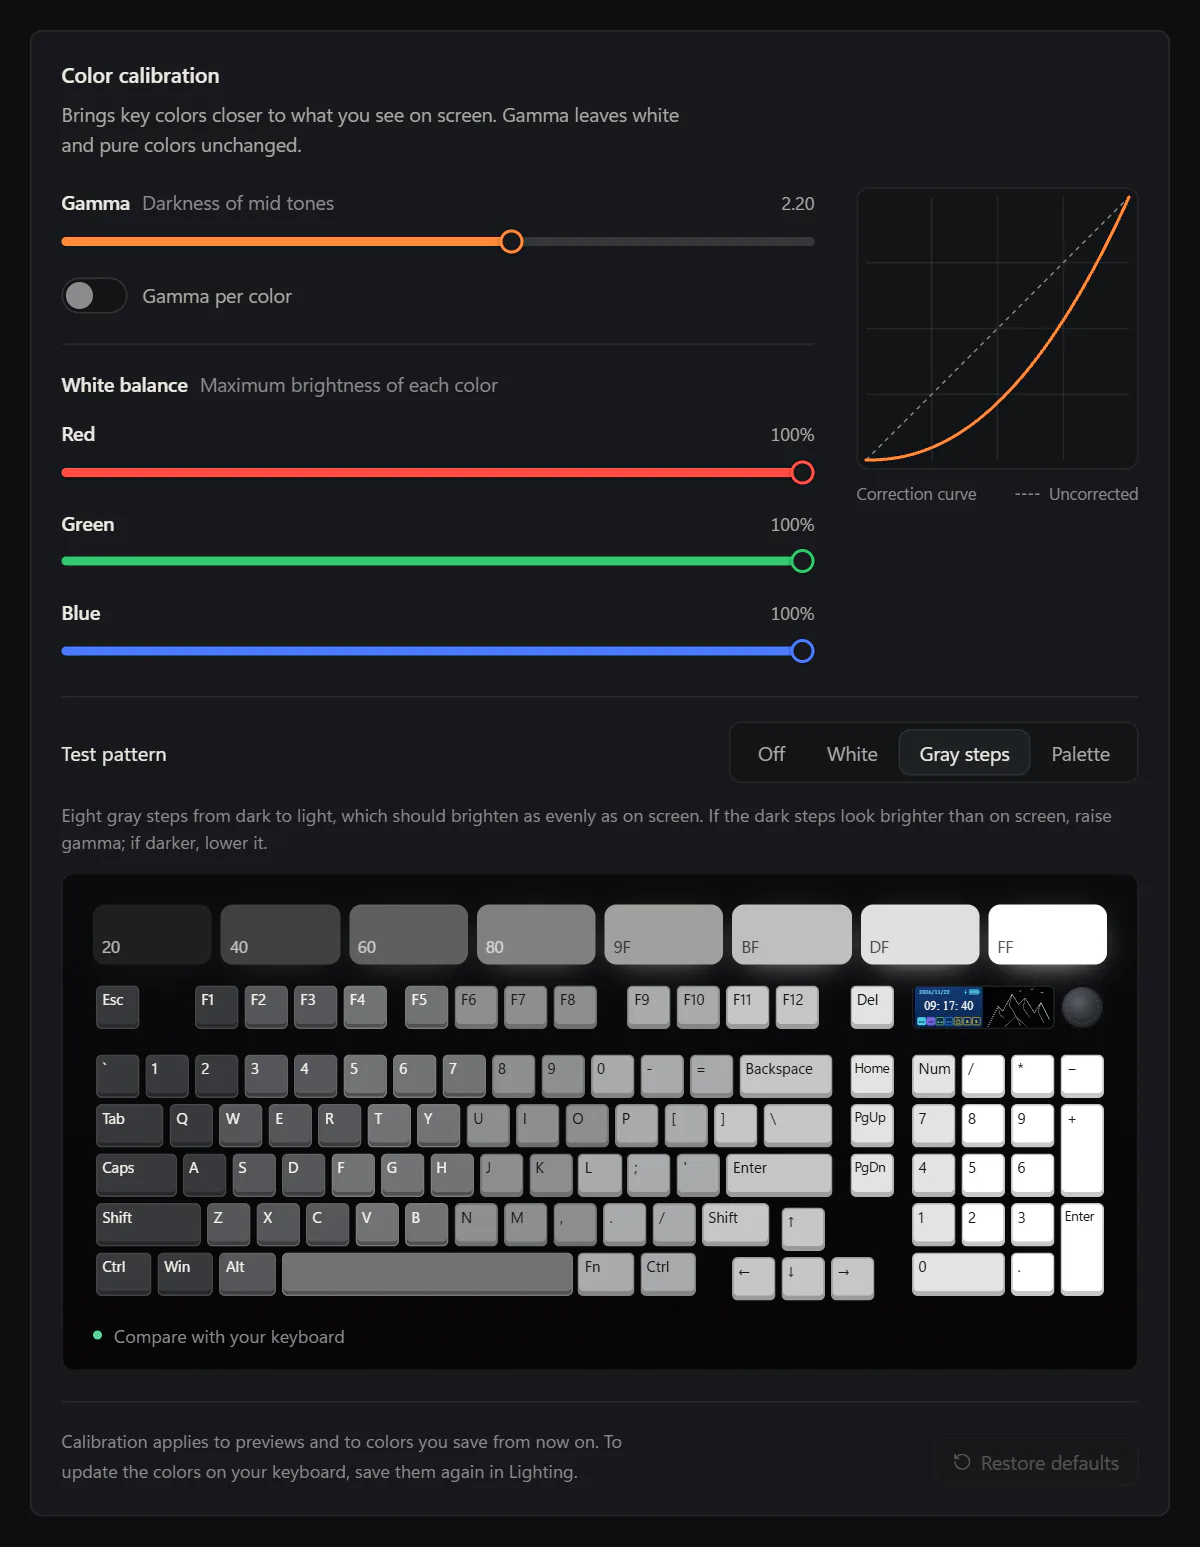 Color calibration
Brings key colors closer to what you see on screen. Gamma leaves white
and pure colors unchanged.
Gamma Darkness of mid tones 2.20
Gamma per color
White balance Maximum brightness of each color
Red 100%
Green 100%
Blue 100%
Correction curve ---- Uncorrected
Test pattern
Off White Gray steps Palette
Eight gray steps from dark to light, which should brighten as evenly as on screen. If the dark steps look brighter than on screen, raise
gamma; if darker, lower it.
20 40 60 80 9F BF DF FF
Esc F1 F2 F3 F4 F5 F6 F7 F8 F9 F10 F11 F12 Del
2026/11/22
09: 17: 40
` 1 2 3 4 5 6 7 8 9 0 - = Backspace Home Num / * −
Tab Q W E R T Y U I O P [ ] \ PgUp 7 8 9 +
Caps A S D F G H J K L ; ' Enter PgDn 4 5 6
Shift Z X C V B N M , . / Shift ↑ 1 2 3 Enter
Ctrl Win Alt Fn Ctrl ← ↓ → 0 .
Compare with your keyboard
Calibration applies to previews and to colors you save from now on. To
update the colors on your keyboard, save them again in Lighting.
Restore defaults